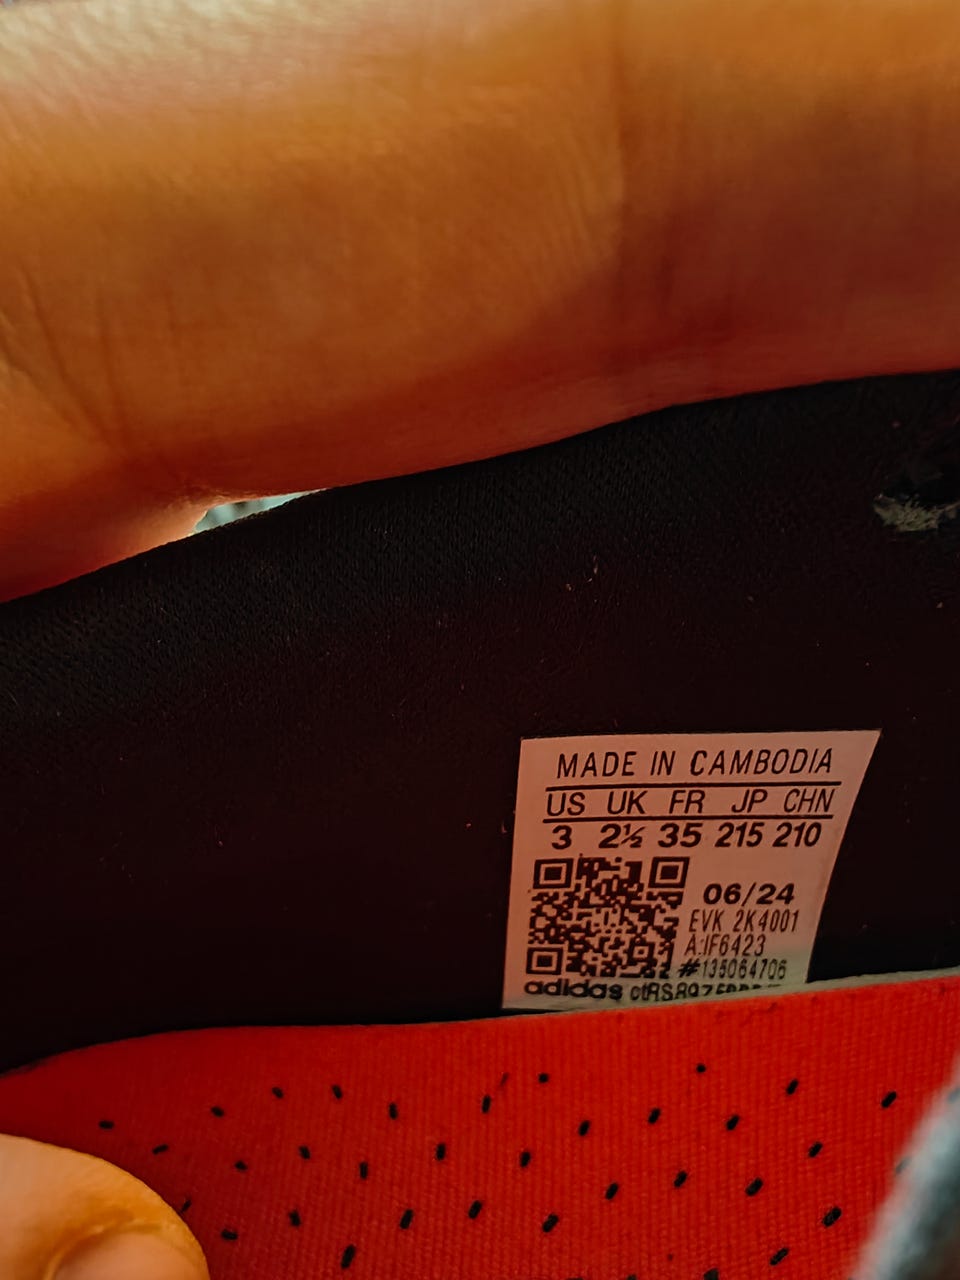 MADE IN CAMBODIA
US UK FR JP CHN
3 2½ 35 215 210
06/24
EVK 2K4001
A:IF6423
#135064706
adidas